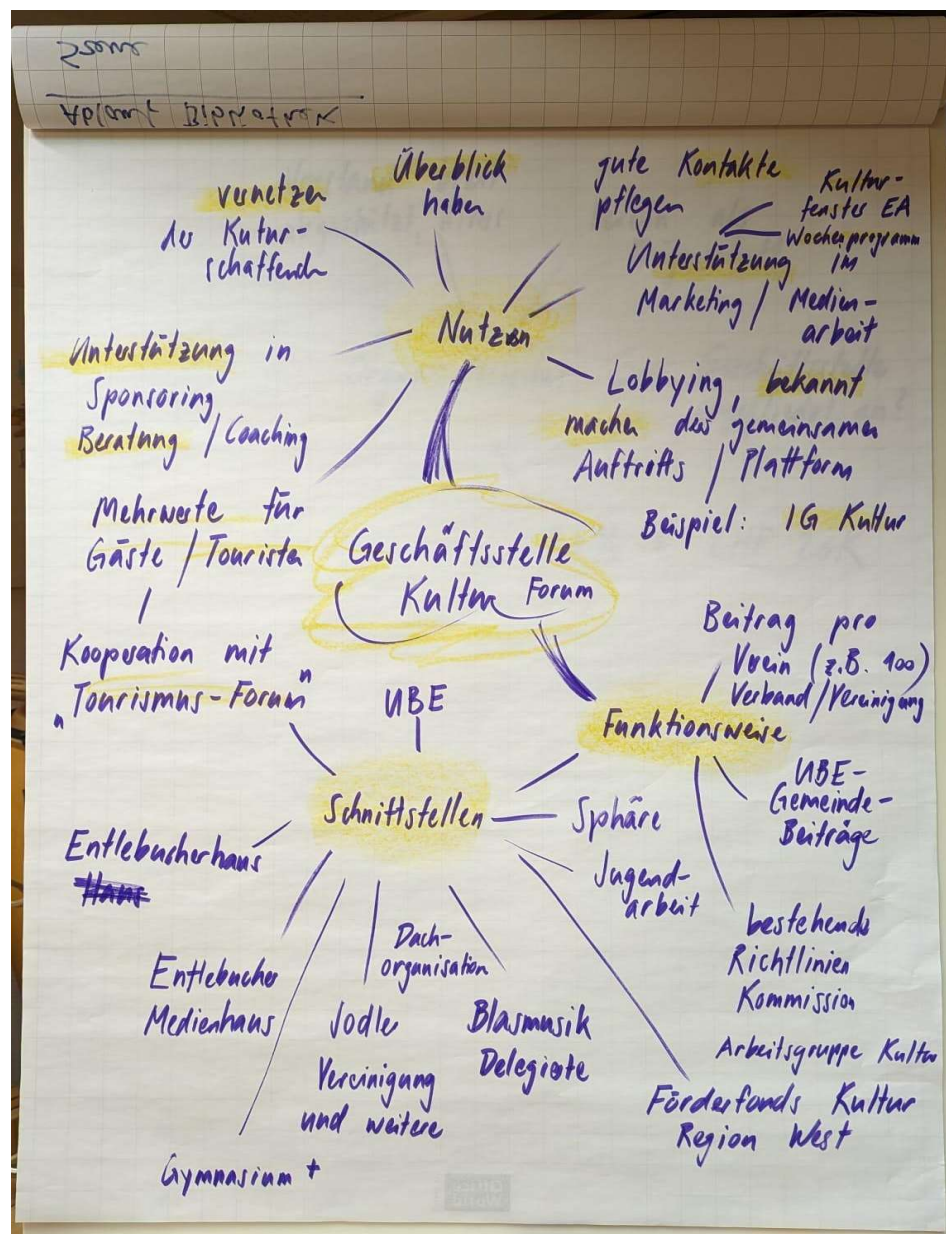 vernetzen
der Kutur-
schaffend
Überblick
haben
gute Kontakte
pflegen
Kultur-
fenster EA
Wochenprogramm
Unterstützung im
Marketing / Medien-
arbeit
Nutzen
Unterstützung in
Sponsoring
Beratung / Coaching
Lobbying, bekannt
machen des gemeinsamen
Auftritts / Plattform
Beispiel: IG Kultur
Mehrwerte für
Gäste / Touristen
Kooperation mit
"Tourismus-Forum"
Geschäftsstelle
Kultur Forum
Beitrag pro
Verein (z.B. 100)
Verband/Vereinigung
Funktionsweise
UBE-
Gemeinde-
Beiträge
bestehende
Richtlinien
Kommission
Arbeitsgruppe Kultur
UBE
Schnittstellen
Sphäre
Jugend-
arbeit
Entlebucherhaus
Entlebucher
Medienhaus
Dach-
organisation
Jodler
Vereinigung
und weitere
Blasmusik
Delegierte
Förderfonds Kultur
Region West
Gymnasium +